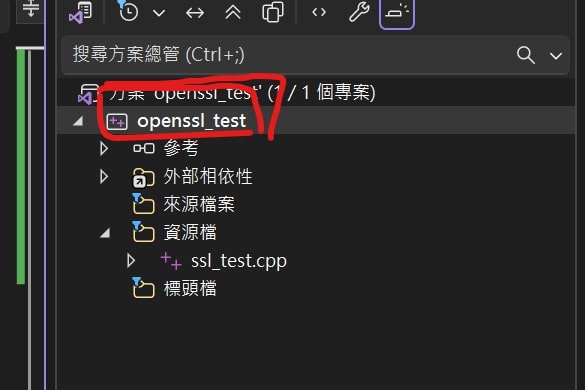 搜尋方案總管 (Ctrl+;)
方案 'openssl_test' (1 / 1 個專案)
openssl_test
參考
外部相依性
來源檔案
資源檔
ssl_test.cpp
標頭檔